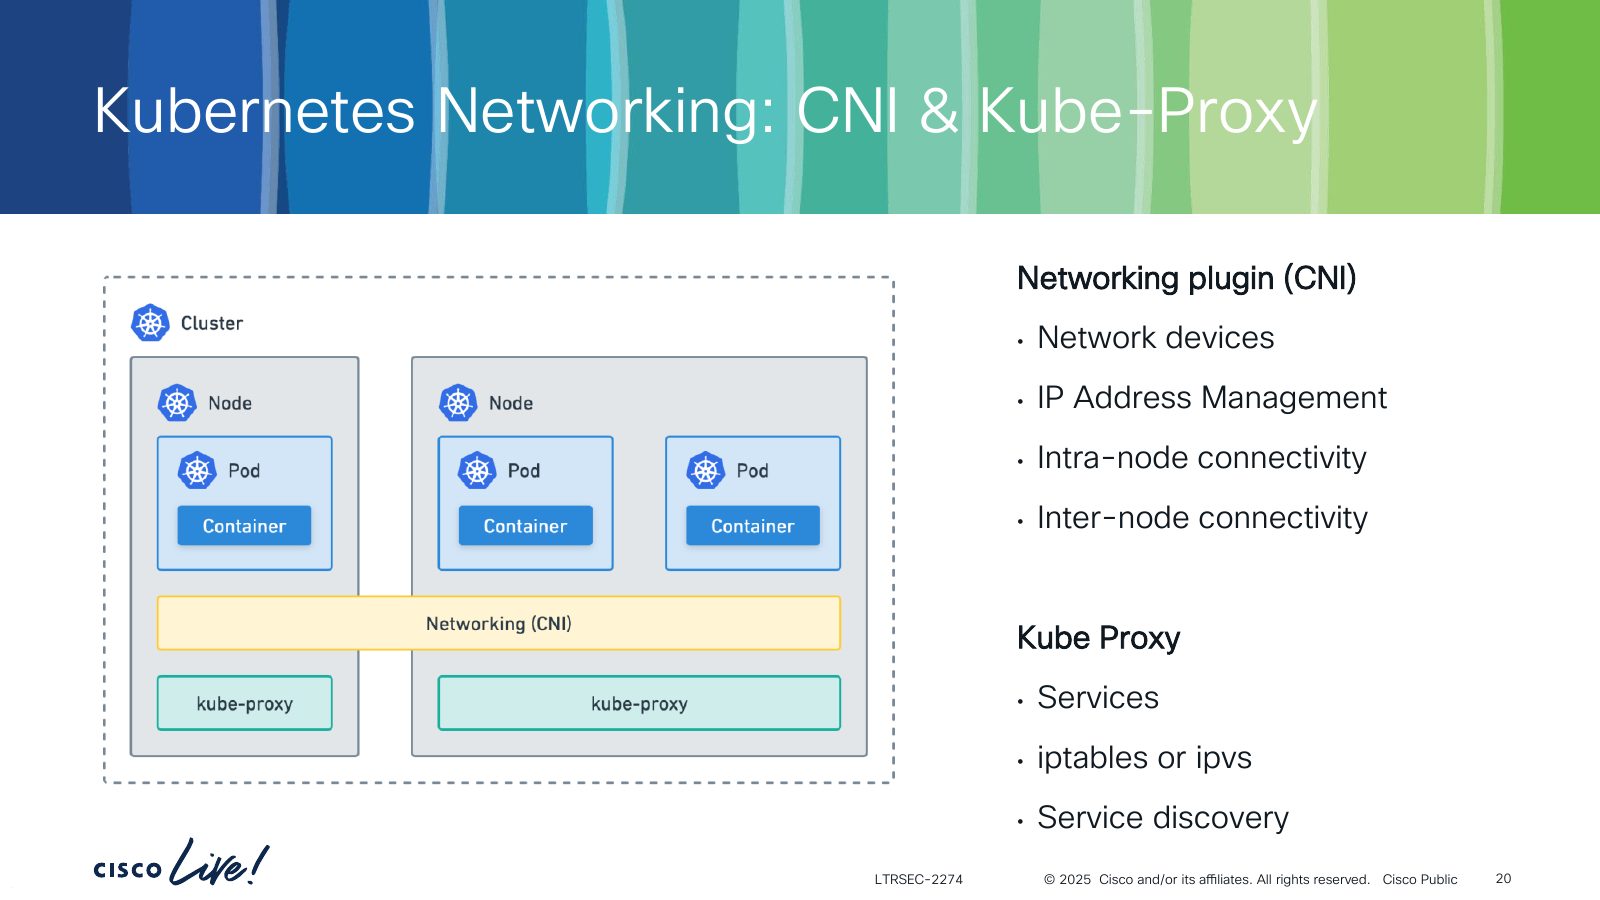 Kubernetes Networking: CNI & Kube-Proxy
Cluster
Node
Pod
Container
Node
Pod
Container
Pod
Container
Networking (CNI)
kube-proxy
kube-proxy
Networking plugin (CNI)
• Network devices
• IP Address Management
• Intra-node connectivity
• Inter-node connectivity
Kube Proxy
• Services
• iptables or ipvs
• Service discovery
CISCO Live!
LTRSEC-2274
© 2025 Cisco and/or its affiliates. All rights reserved. Cisco Public
20